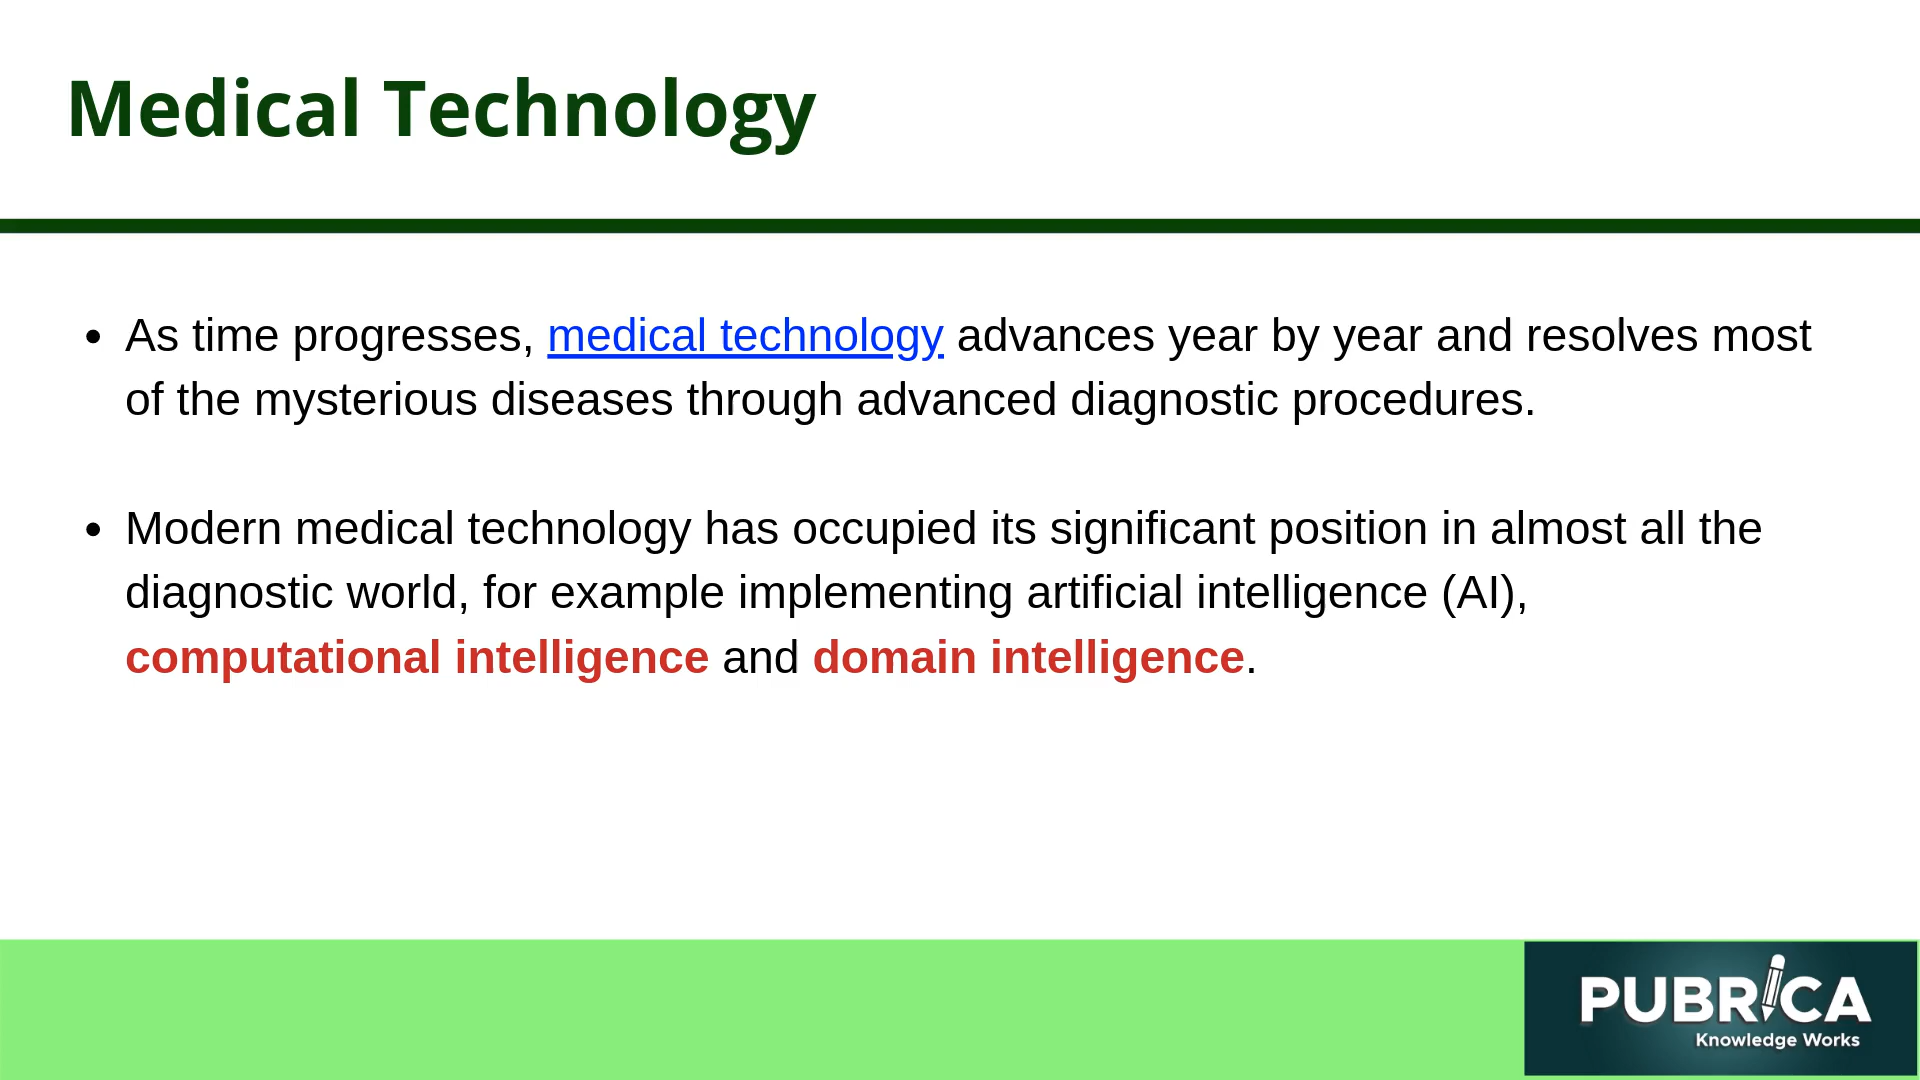 Medical Technology
• As time progresses, medical technology advances year by year and resolves most
of the mysterious diseases through advanced diagnostic procedures.
• Modern medical technology has occupied its significant position in almost all the
diagnostic world, for example implementing artificial intelligence (AI),
computational intelligence and domain intelligence.
PUBRICA
Knowledge Works